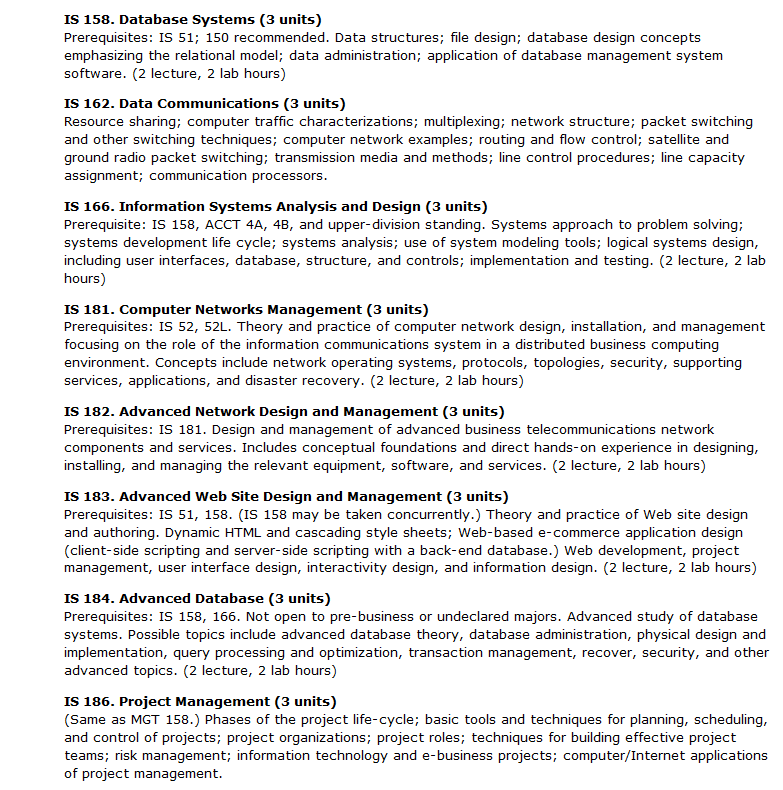 IS 158. Database Systems (3 units)
Prerequisites: IS 51; 150 recommended. Data structures; file design; database design concepts
emphasizing the relational model; data administration; application of database management system
software. (2 lecture, 2 lab hours)
IS 162. Data Communications (3 units)
Resource sharing; computer traffic characterizations; multiplexing; network structure; packet switching
and other switching techniques; computer network examples; routing and flow control; satellite and
ground radio packet switching; transmission media and methods; line control procedures; line capacity
assignment; communication processors.
IS 166. Information Systems Analysis and Design (3 units)
Prerequisite: IS 158, ACCT 4A, 4B, and upper-division standing. Systems approach to problem solving;
systems development life cycle; systems analysis; use of system modeling tools; logical systems design,
including user interfaces, database, structure, and controls; implementation and testing. (2 lecture, 2 lab
hours)
IS 181. Computer Networks Management (3 units)
Prerequisites: IS 52, 52L. Theory and practice of computer network design, installation, and management
focusing on the role of the information communications system in a distributed business computing
environment. Concepts include network operating systems, protocols, topologies, security, supporting
services, applications, and disaster recovery. (2 lecture, 2 lab hours)
IS 182. Advanced Network Design and Management (3 units)
Prerequisites: IS 181. Design and management of advanced business telecommunications network
components and services. Includes conceptual foundations and direct hands-on experience in designing,
installing, and managing the relevant equipment, software, and services. (2 lecture, 2 lab hours)
IS 183. Advanced Web Site Design and Management (3 units)
Prerequisites: IS 51, 158. (IS 158 may be taken concurrently.) Theory and practice of Web site design
and authoring. Dynamic HTML and cascading style sheets; Web-based e-commerce application design
(client-side scripting and server-side scripting with a back-end database.) Web development, project
management, user interface design, interactivity design, and information design. (2 lecture, 2 lab hours)
IS 184. Advanced Database (3 units)
Prerequisites: IS 158, 166. Not open to pre-business or undeclared majors. Advanced study of database
systems. Possible topics include advanced database theory, database administration, physical design and
implementation, query processing and optimization, transaction management, recover, security, and other
advanced topics. (2 lecture, 2 lab hours)
IS 186. Project Management (3 units)
(Same as MGT 158.) Phases of the project life-cycle; basic tools and techniques for planning, scheduling,
and control of projects; project organizations; project roles; techniques for building effective project
teams; risk management; information technology and e-business projects; computer/Internet applications
of project management.